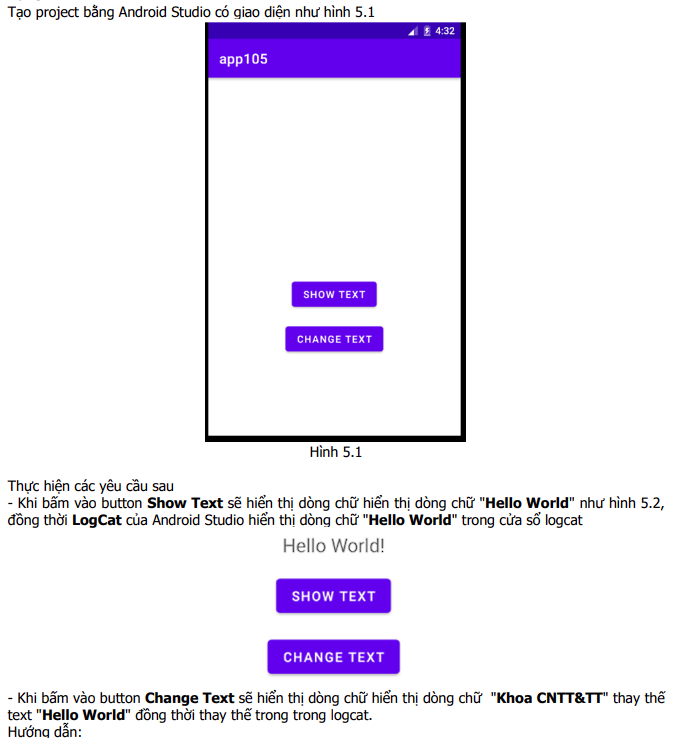 Tạo project bằng Android Studio có giao diện như hình 5.1
4:32
app105
SHOW TEXT
CHANGE TEXT
Hình 5.1
Thực hiện các yêu cầu sau
- Khi bấm vào button Show Text sẽ hiển thị dòng chữ hiển thị dòng chữ "Hello World" như hình 5.2,
đồng thời LogCat của Android Studio hiển thị dòng chữ "Hello World" trong cửa sổ logcat
Hello World!
SHOW TEXT
CHANGE TEXT
- Khi bấm vào button Change Text sẽ hiển thị dòng chữ hiển thị dòng chữ "Khoa CNTT&TT" thay thế
text "Hello World" đồng thời thay thế trong trong logcat.
Hướng dẫn: